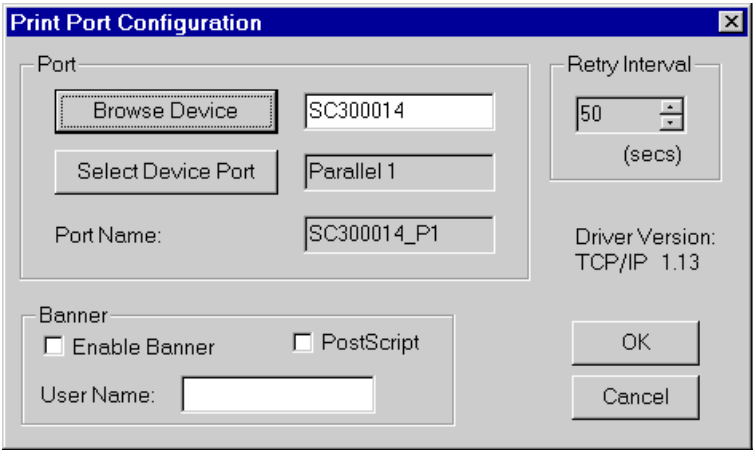 Print Port Configuration
Port
Browse Device
SC300014
Select Device Port
Parallel 1
Port Name:
SC300014_P1
Retry Interval
50
(secs)
Driver Version:
TCP/IP 1.13
Banner
Enable Banner
PostScript
User Name:
OK
Cancel